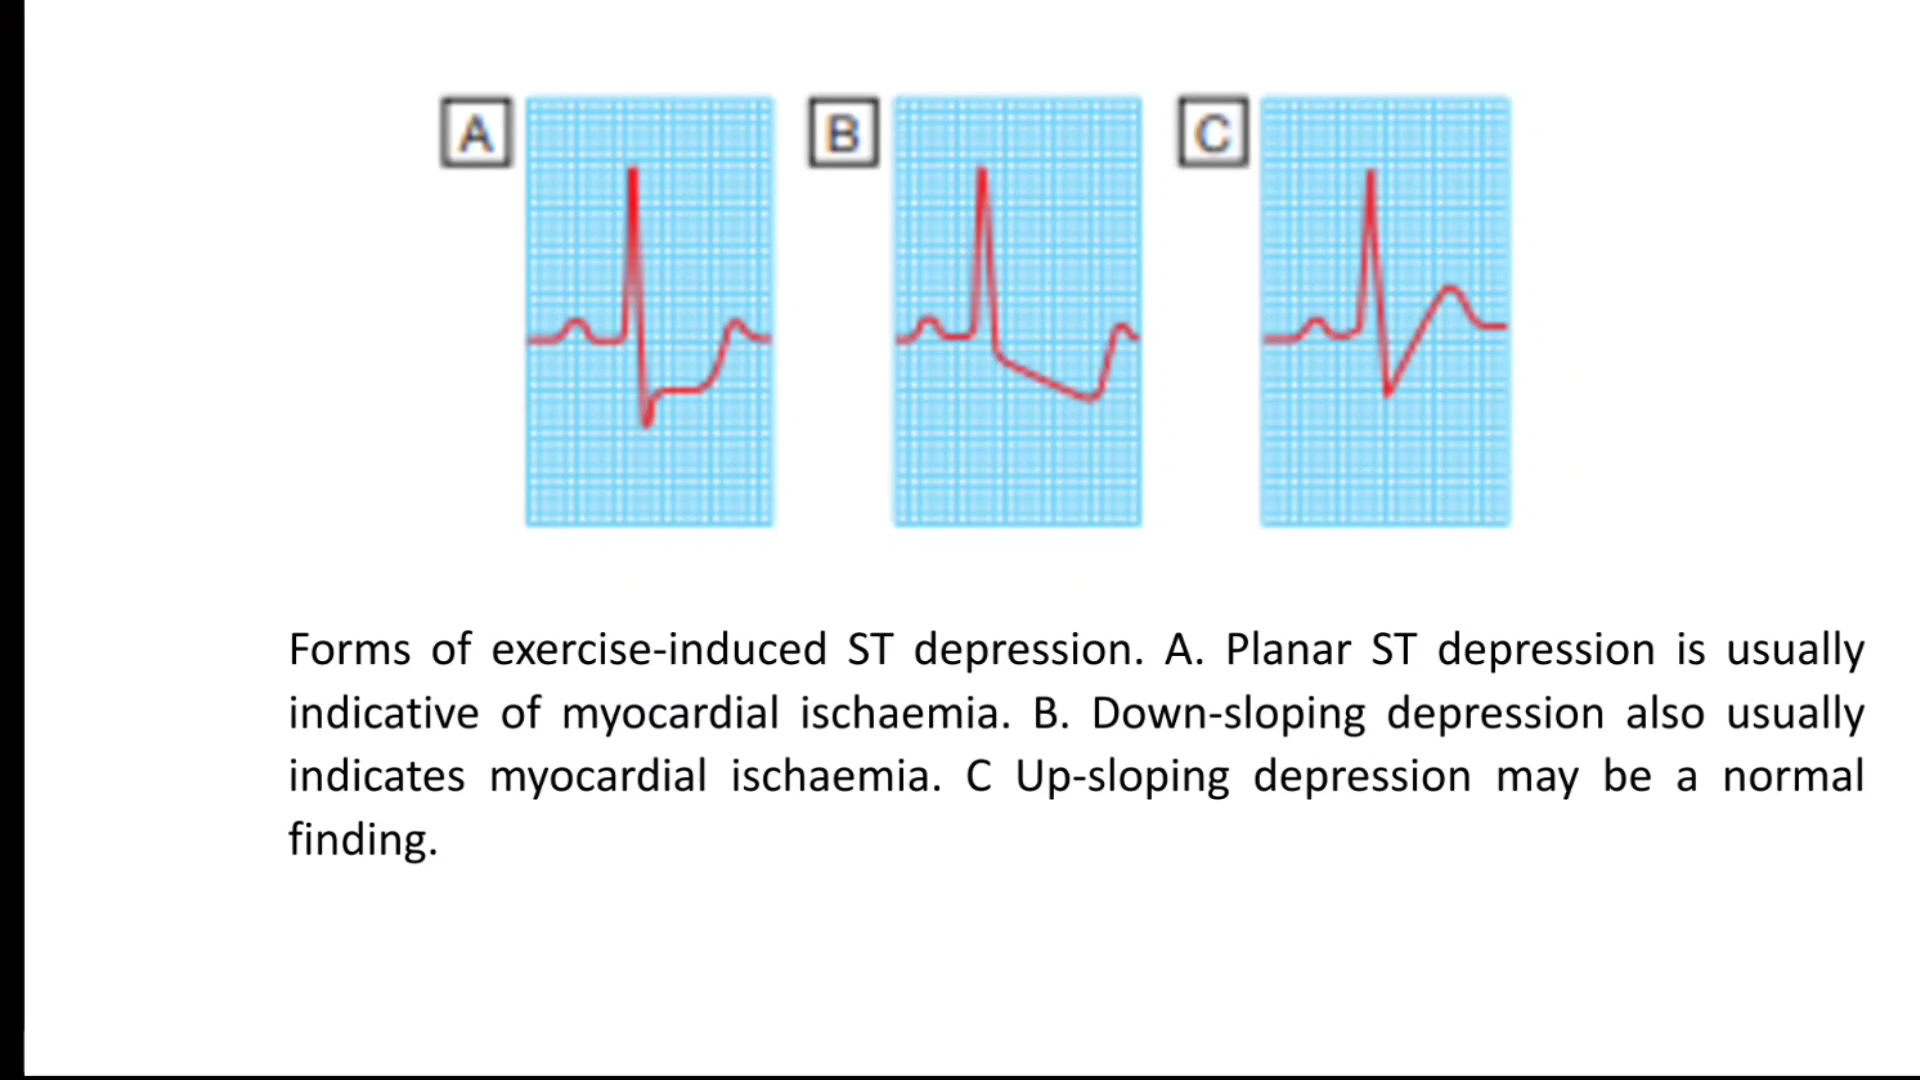 A B C
Forms of exercise-induced ST depression. A. Planar ST depression is usually
indicative of myocardial ischaemia. B. Down-sloping depression also usually
indicates myocardial ischaemia. C Up-sloping depression may be a normal
finding.